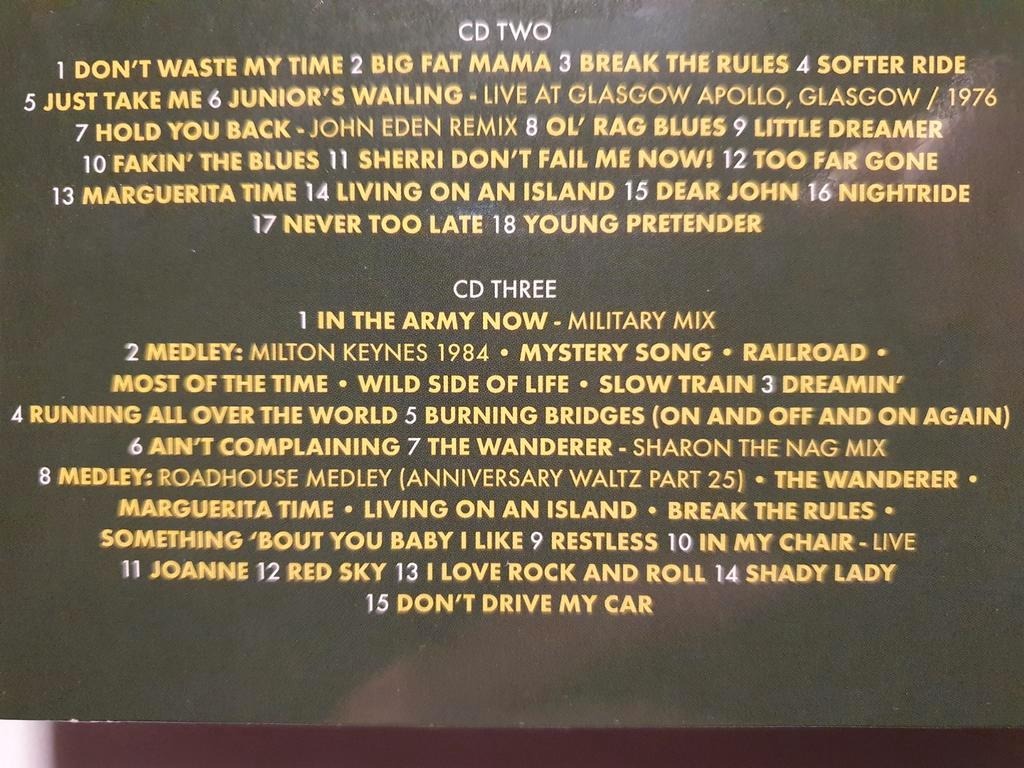 CD TWO
1 DON'T WASTE MY TIME 2 BIG FAT MAMA 3 BREAK THE RULES 4 SOFTER RIDE
5 JUST TAKE ME 6 JUNIOR'S WAILING - LIVE AT GLASGOW APOLLO, GLASGOW / 1976
7 HOLD YOU BACK - JOHN EDEN REMIX 8 OL' RAG BLUES 9 LITTLE DREAMER
10 FAKIN' THE BLUES 11 SHERRI DON'T FAIL ME NOW! 12 TOO FAR GONE
13 MARGUERITA TIME 14 LIVING ON AN ISLAND 15 DEAR JOHN 16 NIGHTRIDE
17 NEVER TOO LATE 18 YOUNG PRETENDER
CD THREE
1 IN THE ARMY NOW - MILITARY MIX
2 MEDLEY: MILTON KEYNES 1984 • MYSTERY SONG • RAILROAD •
MOST OF THE TIME • WILD SIDE OF LIFE • SLOW TRAIN 3 DREAMIN'
4 RUNNING ALL OVER THE WORLD 5 BURNING BRIDGES (ON AND OFF AND ON AGAIN)
6 AIN'T COMPLAINING 7 THE WANDERER - SHARON THE NAG MIX
8 MEDLEY: ROADHOUSE MEDLEY (ANNIVERSARY WALTZ PART 25) • THE WANDERER •
MARGUERITA TIME • LIVING ON AN ISLAND • BREAK THE RULES •
SOMETHING 'BOUT YOU BABY I LIKE 9 RESTLESS 10 IN MY CHAIR - LIVE
11 JOANNE 12 RED SKY 13 I LOVE ROCK AND ROLL 14 SHADY LADY
15 DON'T DRIVE MY CAR